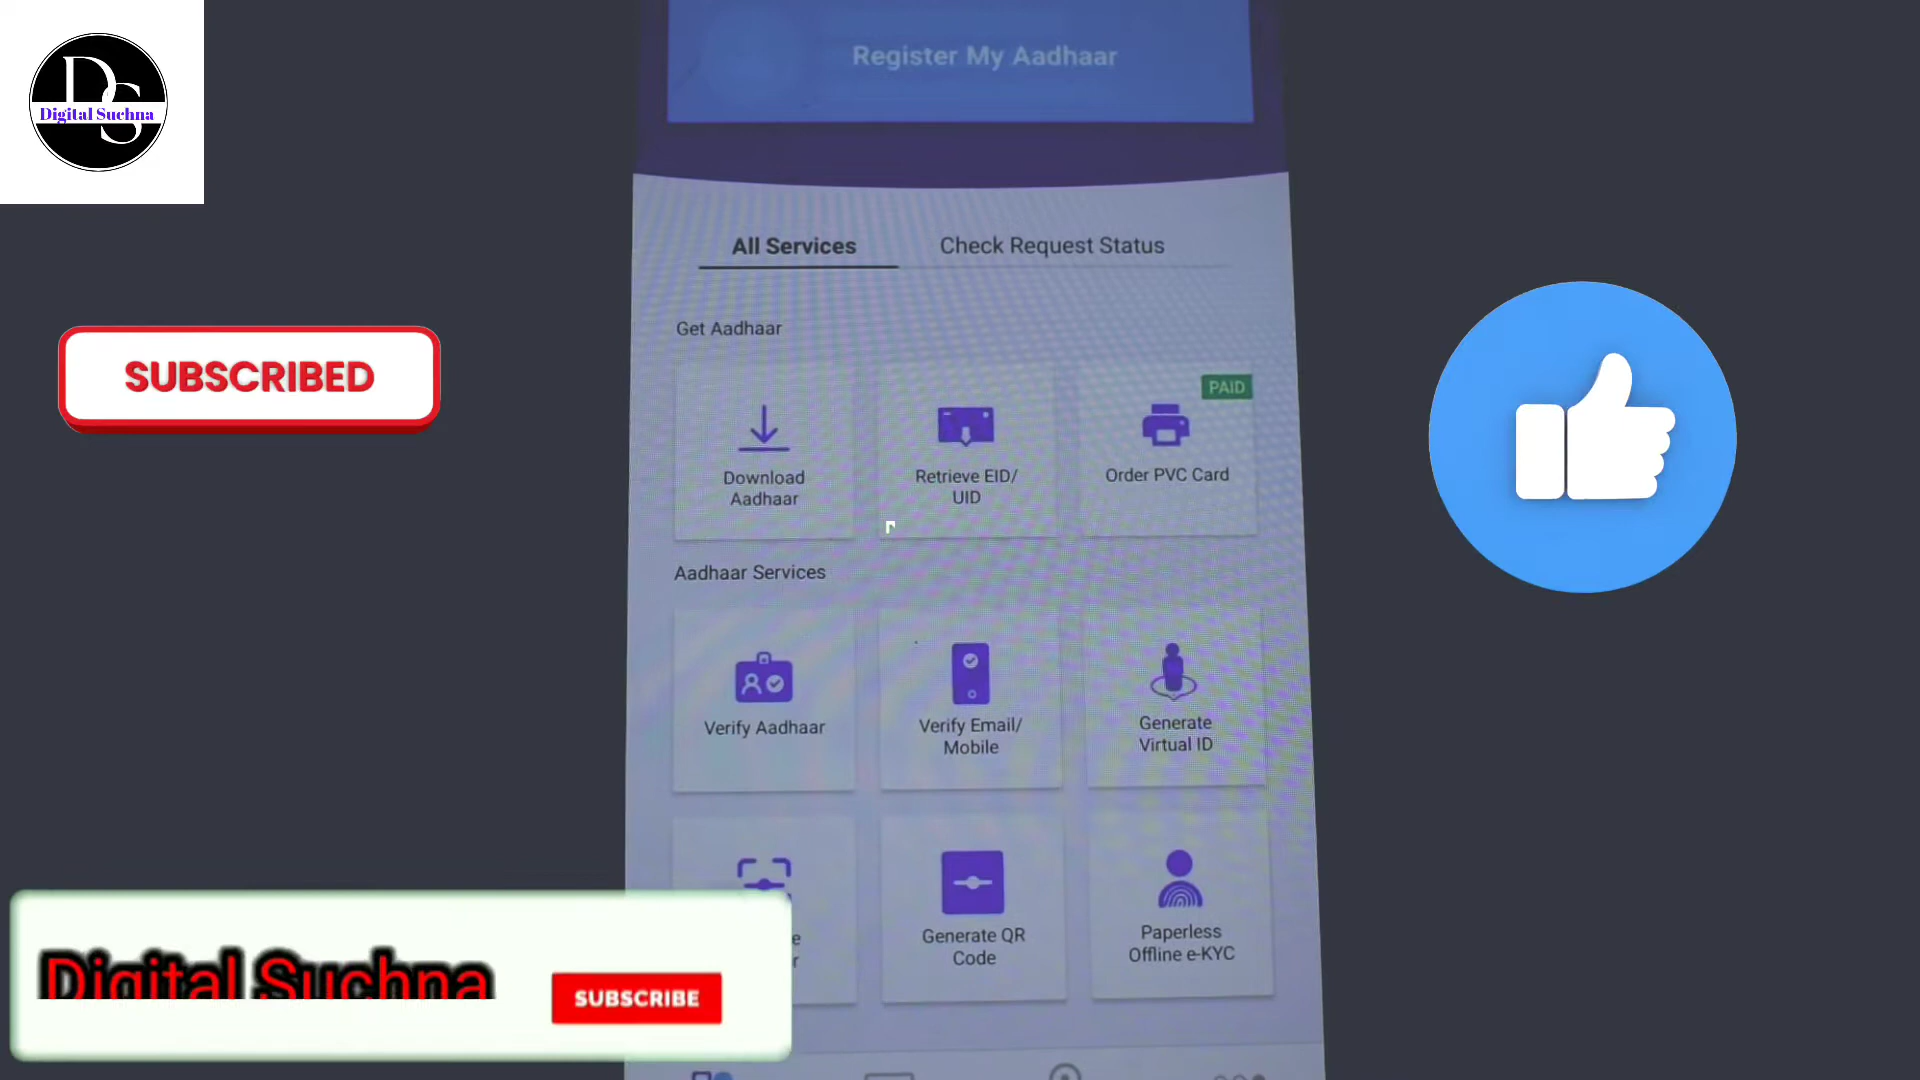 DS
Digital Suchna
Register My Aadhaar
All Services
Check Request Status
SUBSCRIBED
Get Aadhaar
PAID
Download
Aadhaar
Retrieve EID/
UID
Order PVC Card
Aadhaar Services
Verify Aadhaar
Verify Email/
Mobile
Generate
Virtual ID
e
r
Generate QR
Code
Paperless
Offline e-KYC
Digital Suchna
SUBSCRIBE